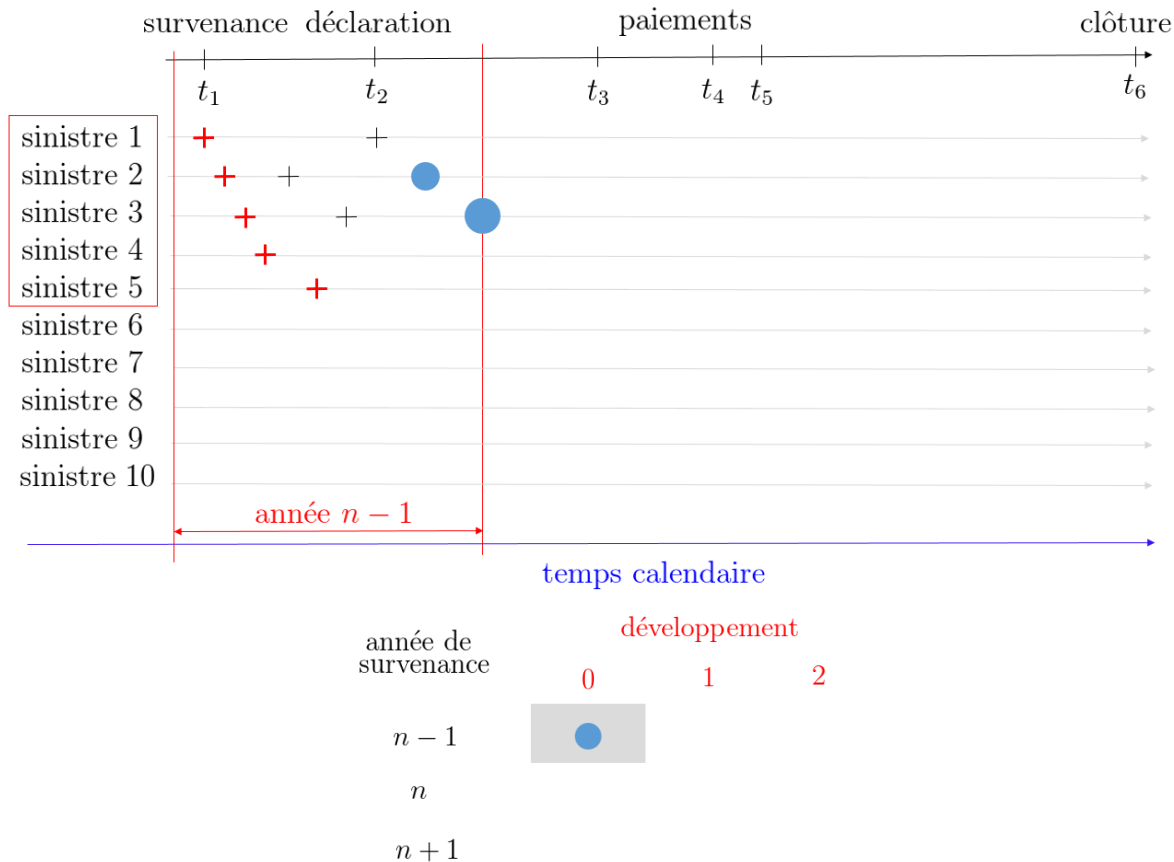 survenance déclaration paiements clôture
t₁ t₂ t₃ t₄ t₅ t₆
sinistre 1
sinistre 2
sinistre 3
sinistre 4
sinistre 5
sinistre 6
sinistre 7
sinistre 8
sinistre 9
sinistre 10
année n − 1
temps calendaire
développement
année de
survenance
0 1 2
n − 1
n
n + 1